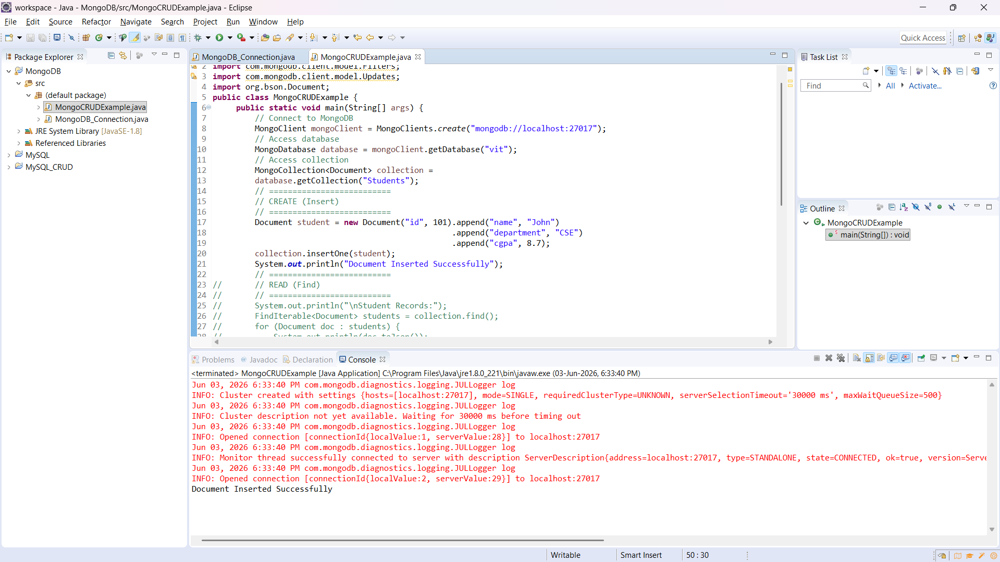 workspace - Java - MongoDB/src/MongoCRUDExample.java - Eclipse
File Edit Source Refactor Navigate Search Project Run Window Help
Quick Access
Package Explorer
MongoDB
src
(default package)
MongoCRUDExample.java
MongoDB_Connection.java
JRE System Library [JavaSE-1.8]
Referenced Libraries
MySQL
MySQL_CRUD
MongoDB_Connection.java MongoCRUDExample.java
2 import com.mongodb.client.model.Filters;
3 import com.mongodb.client.model.Updates;
4 import org.bson.Document;
5 public class MongoCRUDExample {
6 public static void main(String[] args) {
7 // Connect to MongoDB
8 MongoClient mongoClient = MongoClients.create("mongodb://localhost:27017");
9 // Access database
10 MongoDatabase database = mongoClient.getDatabase("vit");
11 // Access collection
12 MongoCollection<Document> collection =
13 database.getCollection("Students");
14 // ==========================
15 // CREATE (Insert)
16 // ==========================
17 Document student = new Document("id", 101).append("name", "John")
18 .append("department", "CSE")
19 .append("cgpa", 8.7);
20 collection.insertOne(student);
21 System.out.println("Document Inserted Successfully");
22 // ==========================
23 // // READ (Find)
24 // // ==========================
25 // System.out.println("\nStudent Records:");
26 // FindIterable<Document> students = collection.find();
27 // for (Document doc : students) {
28 // System.out.println(doc.toJson());
Task List
Find All Activate...
Outline
MongoCRUDExample
main(String[]) : void
Problems Javadoc Declaration Console
<terminated> MongoCRUDExample [Java Application] C:\Program Files\Java\jre1.8.0_221\bin\javaw.exe (03-Jun-2026, 6:33:40 PM)
Jun 03, 2026 6:33:40 PM com.mongodb.diagnostics.logging.JULLogger log
INFO: Cluster created with settings {hosts=[localhost:27017], mode=SINGLE, requiredClusterType=UNKNOWN, serverSelectionTimeout='30000 ms', maxWaitQueueSize=500}
Jun 03, 2026 6:33:40 PM com.mongodb.diagnostics.logging.JULLogger log
INFO: Cluster description not yet available. Waiting for 30000 ms before timing out
Jun 03, 2026 6:33:40 PM com.mongodb.diagnostics.logging.JULLogger log
INFO: Opened connection [connectionId{localValue:1, serverValue:28}] to localhost:27017
Jun 03, 2026 6:33:40 PM com.mongodb.diagnostics.logging.JULLogger log
INFO: Monitor thread successfully connected to server with description ServerDescription{address=localhost:27017, type=STANDALONE, state=CONNECTED, ok=true, version=Serve
Jun 03, 2026 6:33:40 PM com.mongodb.diagnostics.logging.JULLogger log
INFO: Opened connection [connectionId{localValue:2, serverValue:29}] to localhost:27017
Document Inserted Successfully
Writable Smart Insert 50 : 30